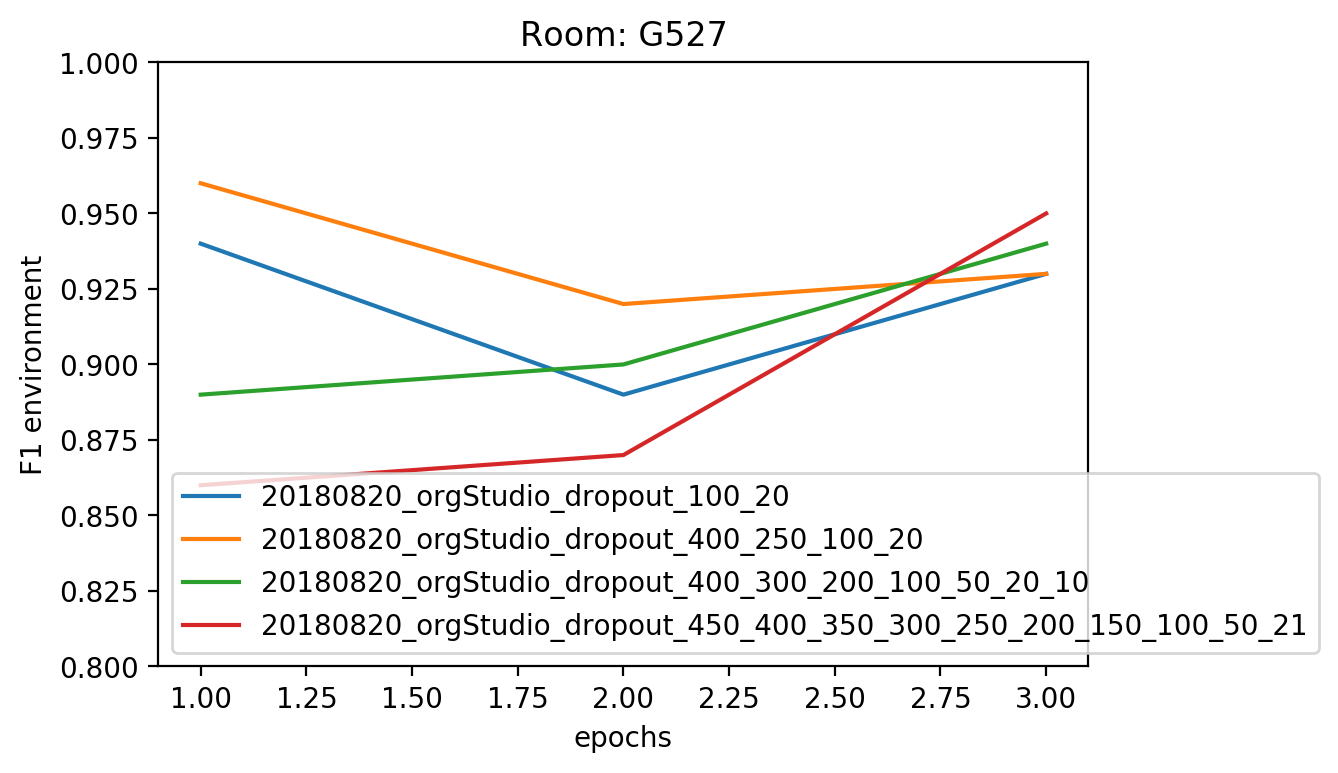 Room: G527
1.000
0.975
0.950
0.925
0.900
0.875
0.850
0.825
0.800
F1 environment
20180820_orgStudio_dropout_100_20
20180820_orgStudio_dropout_400_250_100_20
20180820_orgStudio_dropout_400_300_200_100_50_20_10
20180820_orgStudio_dropout_450_400_350_300_250_200_150_100_50_21
1.00 1.25 1.50 1.75 2.00 2.25 2.50 2.75 3.00
epochs